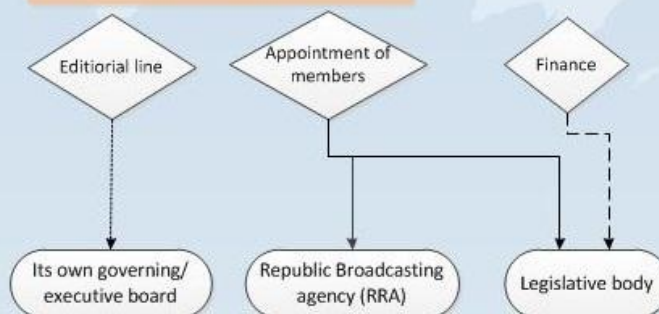 Editiorial line
Appointment of
members
Finance
Its own governing/
executive board
Republic Broadcasting
agency (RRA)
Legislative body